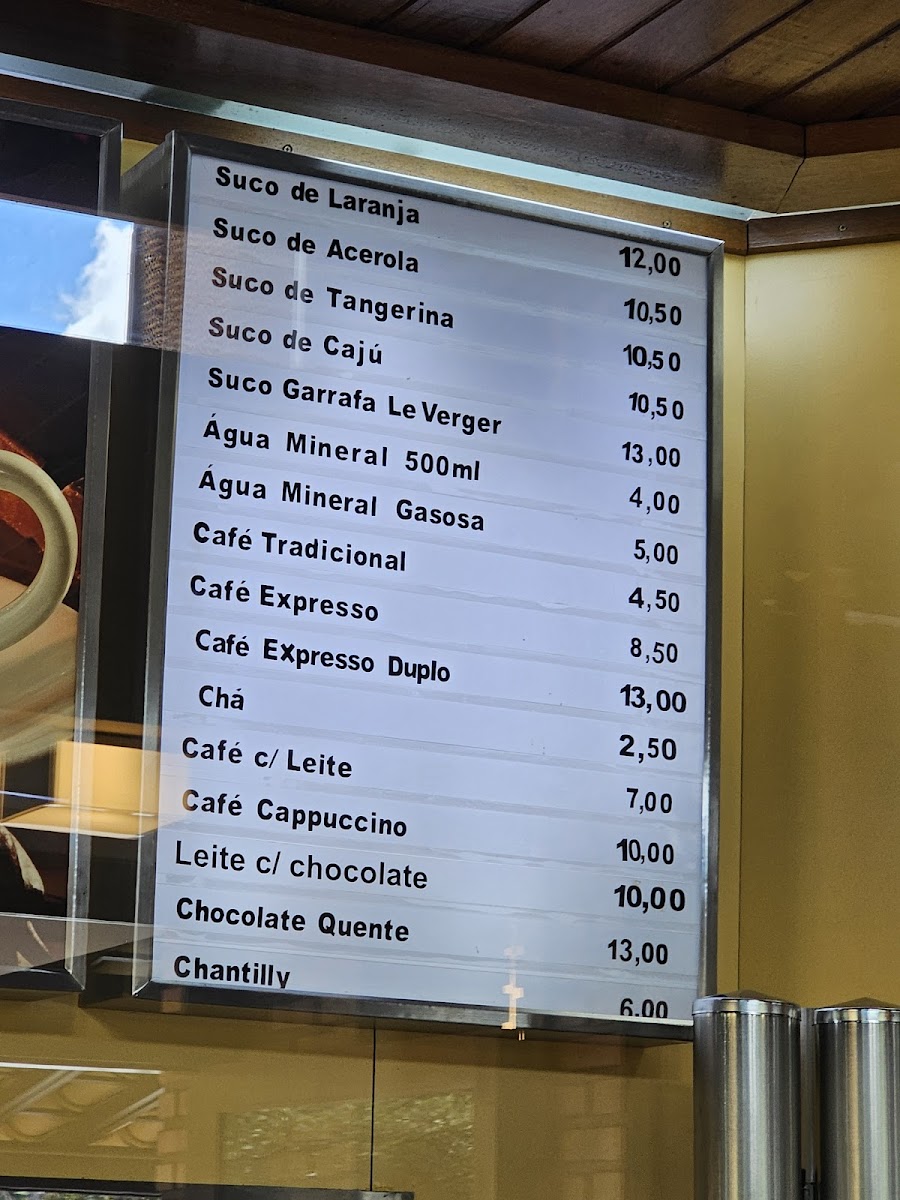 Suco de Laranja 12,00
Suco de Acerola 10,50
Suco de Tangerina 10,50
Suco de Cajú 10,50
Suco Garrafa Le Verger 13,00
Água Mineral 500ml 4,00
Água Mineral Gasosa 5,00
Café Tradicional 4,50
Café Expresso 8,50
Café Expresso Duplo 13,00
Chá 2,50
Café c/ Leite 7,00
Café Cappuccino 10,00
Leite c/ chocolate 10,00
Chocolate Quente 13,00
Chantilly 6,00